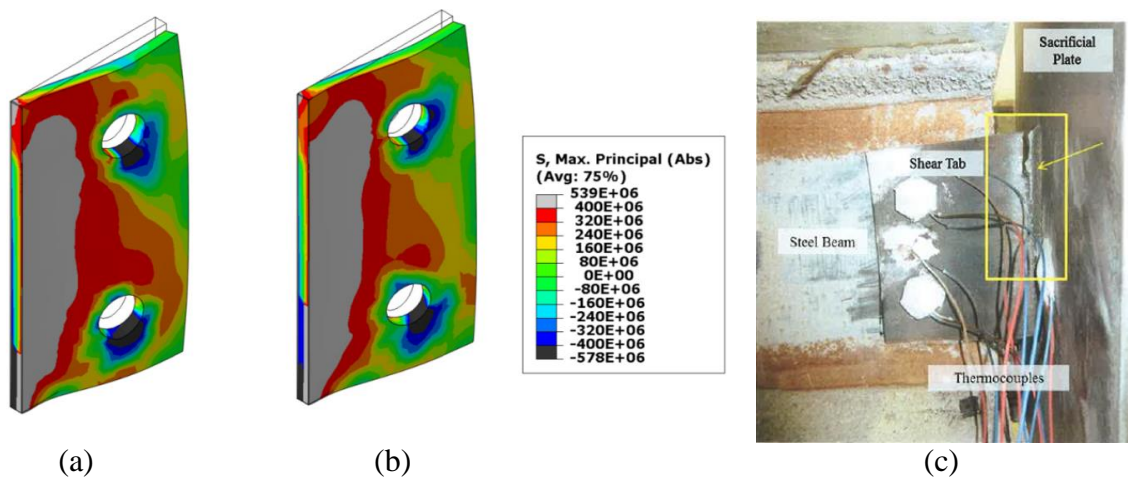 S, Max. Principal (Abs)
(Avg: 75%)
539E+06
400E+06
320E+06
240E+06
160E+06
80E+06
0E+00
-80E+06
-160E+06
-240E+06
-320E+06
-400E+06
-578E+06
Sacrificial
Plate
Shear Tab
Steel Beam
Thermocouples
(a)
(b)
(c)